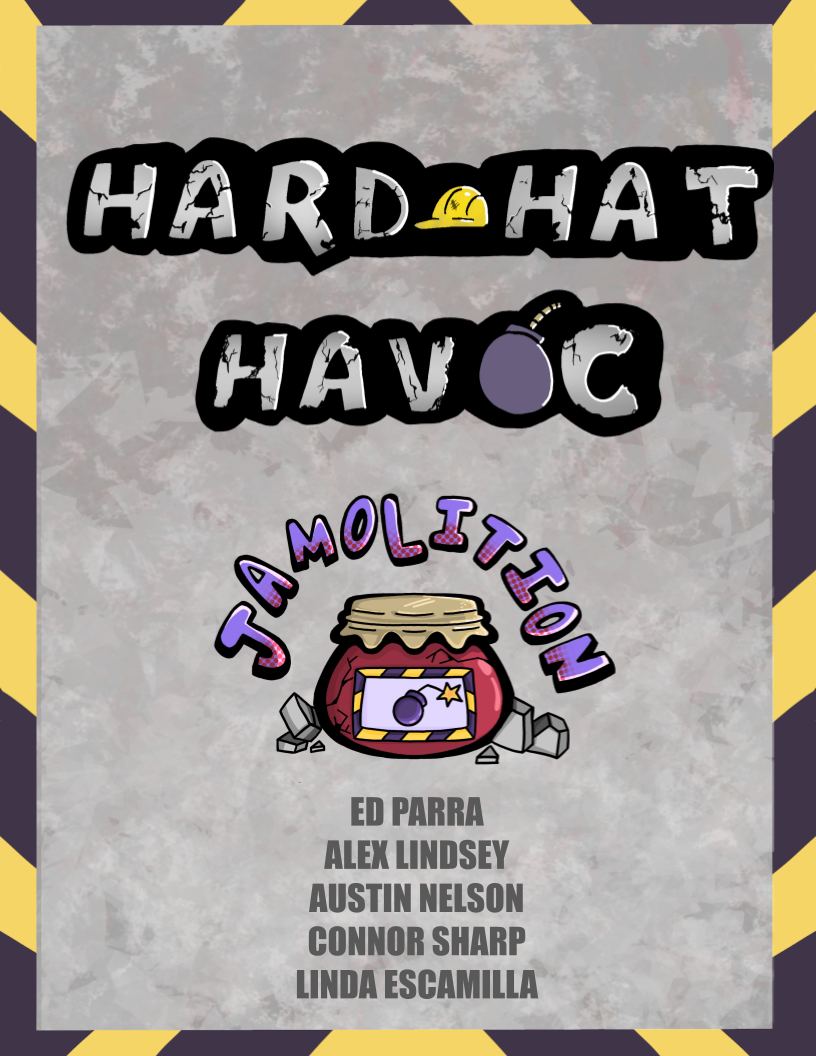 HARD HAT
HAVOC
JAMOLITION
ED PARRA
ALEX LINDSEY
AUSTIN NELSON
CONNOR SHARP
LINDA ESCAMILLA